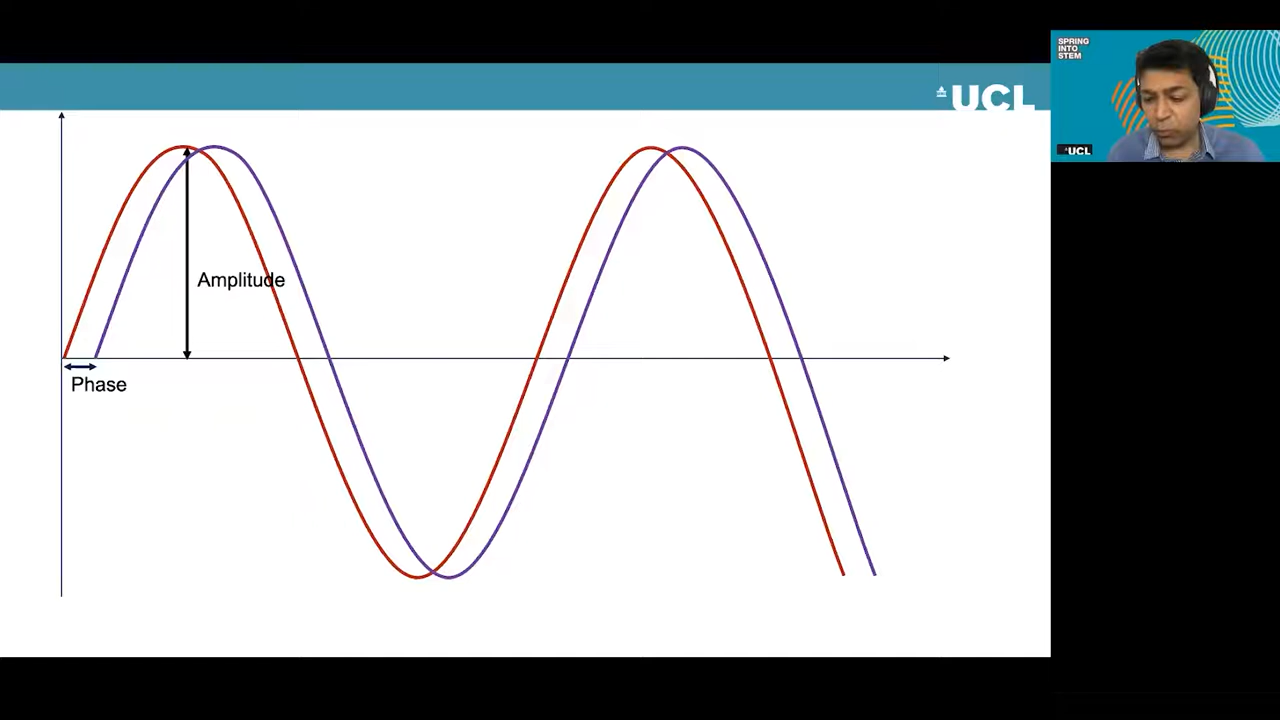 UCL
Amplitude
Phase
SPRING
INTO
STEM
UCL